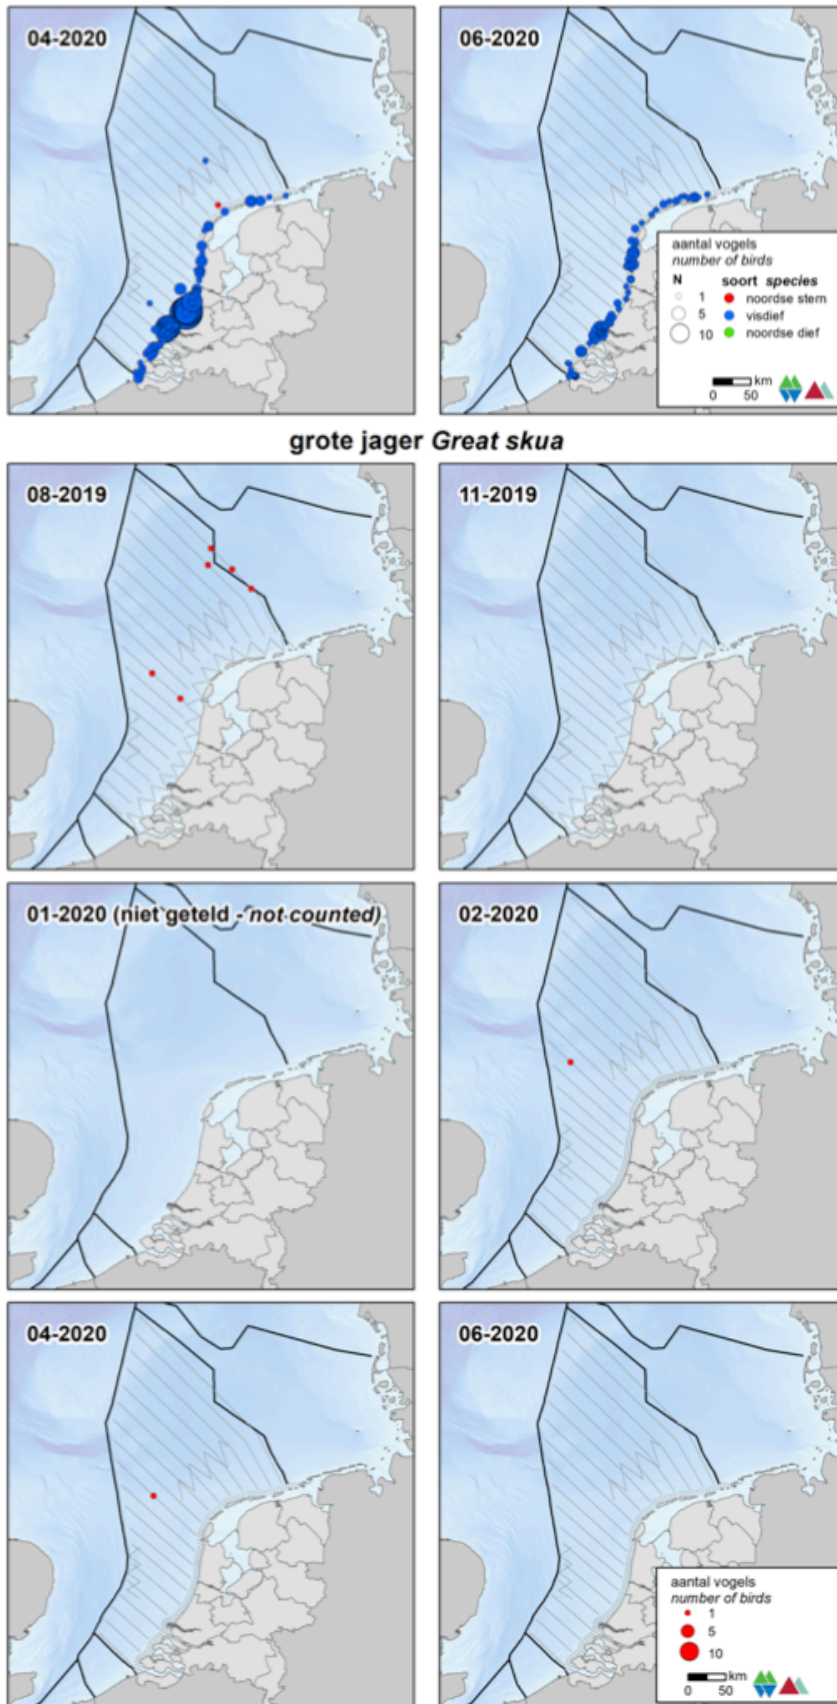 04-2020
06-2020
aantal vogels
number of birds
N soort species
1 noordse stern
5 visdief
10 noordse dief
km
0 50
grote jager Great skua
08-2019
11-2019
01-2020 (niet geteld - not counted)
02-2020
04-2020
06-2020
aantal vogels
number of birds
1
5
10
km
0 50